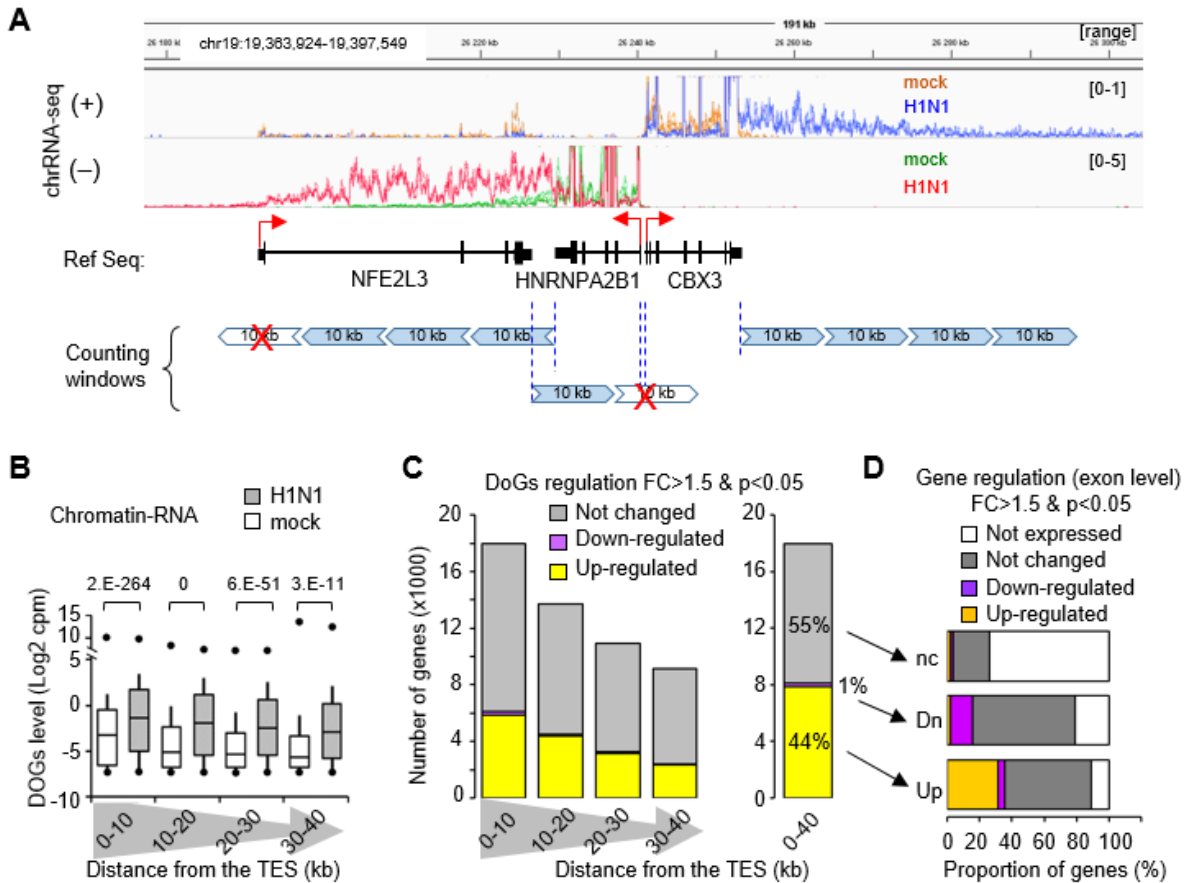 A
191 kb
[range]
26 180 k
chr19:19,363,924-19,397,549
26 220 kb
26 240 kb
26 260 kb
26 280 kb
26 300 kb
chrRNA-seq
(+)
mock
H1N1
[0-1]
(–)
mock
H1N1
[0-5]
Ref Seq:
NFE2L3
HNRNPA2B1
CBX3
Counting windows
10 kb
10 kb
10 kb
10 kb
10 kb
10 kb
10 kb
10 kb
10 kb
10 kb
B
Chromatin-RNA
H1N1
mock
2.E-264
0
6.E-51
3.E-11
DOGs level (Log2 cpm)
15
10
5
0
-5
-10
0-10
10-20
20-30
30-40
Distance from the TES (kb)
C
DoGs regulation FC>1.5 & p<0.05
Not changed
Down-regulated
Up-regulated
Number of genes (x1000)
20
16
12
8
4
0
0-10
10-20
20-30
30-40
20
16
12
8
4
0
55%
1%
44%
0-40
Distance from the TES (kb)
D
Gene regulation (exon level)
FC>1.5 & p<0.05
Not expressed
Not changed
Down-regulated
Up-regulated
nc
Dn
Up
0 20 40 60 80 100
Proportion of genes (%)